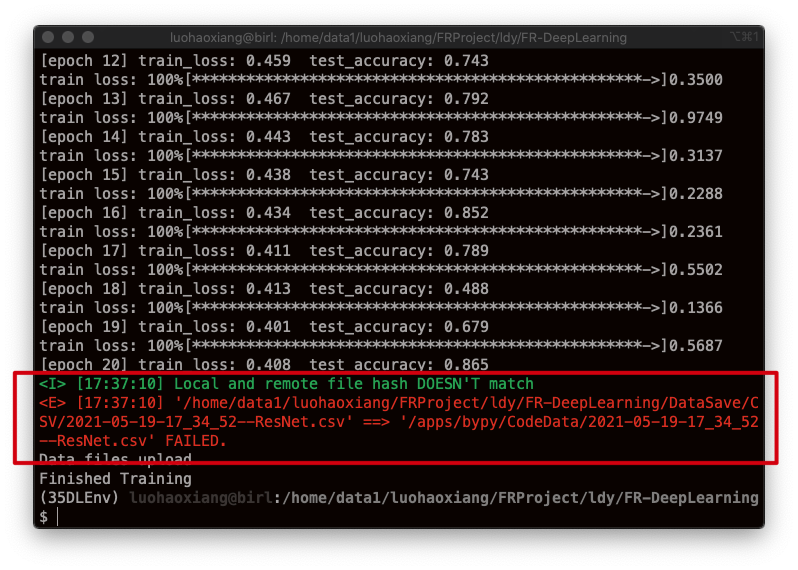 luohaoxiang@birl: /home/data1/luohaoxiang/FRProject/ldy/FR-DeepLearning ⌥⌘1
[epoch 12] train_loss: 0.459 test_accuracy: 0.743
train loss: 100%[**************************************************->]0.3500
[epoch 13] train_loss: 0.467 test_accuracy: 0.792
train loss: 100%[**************************************************->]0.9749
[epoch 14] train_loss: 0.443 test_accuracy: 0.783
train loss: 100%[**************************************************->]0.3137
[epoch 15] train_loss: 0.438 test_accuracy: 0.743
train loss: 100%[**************************************************->]0.2288
[epoch 16] train_loss: 0.434 test_accuracy: 0.852
train loss: 100%[**************************************************->]0.2361
[epoch 17] train_loss: 0.411 test_accuracy: 0.789
train loss: 100%[**************************************************->]0.5502
[epoch 18] train_loss: 0.413 test_accuracy: 0.488
train loss: 100%[**************************************************->]0.1366
[epoch 19] train_loss: 0.401 test_accuracy: 0.679
train loss: 100%[**************************************************->]0.5687
[epoch 20] train_loss: 0.408 test_accuracy: 0.865
<I> [17:37:10] Local and remote file hash DOESN'T match
<E> [17:37:10] '/home/data1/luohaoxiang/FRProject/ldy/FR-DeepLearning/DataSave/C
SV/2021-05-19-17_34_52--ResNet.csv' ==> '/apps/bypy/CodeData/2021-05-19-17_34_52
--ResNet.csv' FAILED.
Data files upload
Finished Training
(35DLEnv) luohaoxiang@birl:/home/data1/luohaoxiang/FRProject/ldy/FR-DeepLearning
$